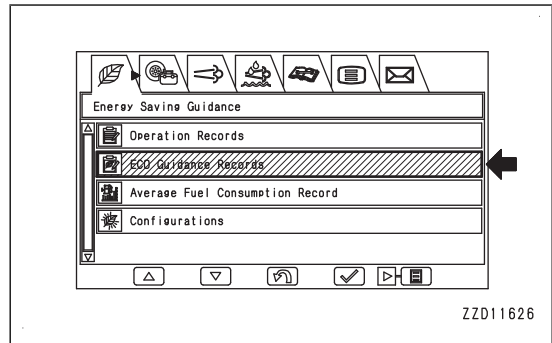 Energy Saving Guidance
Operation Records
ECO Guidance Records
Average Fuel Consumption Record
Configurations
ZZD11626